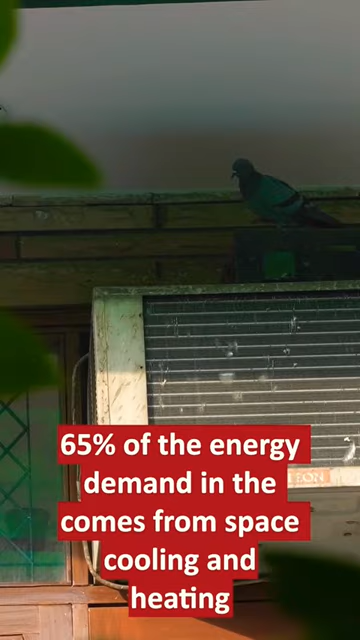 65% of the energy
demand in the
comes from space
cooling and
heating